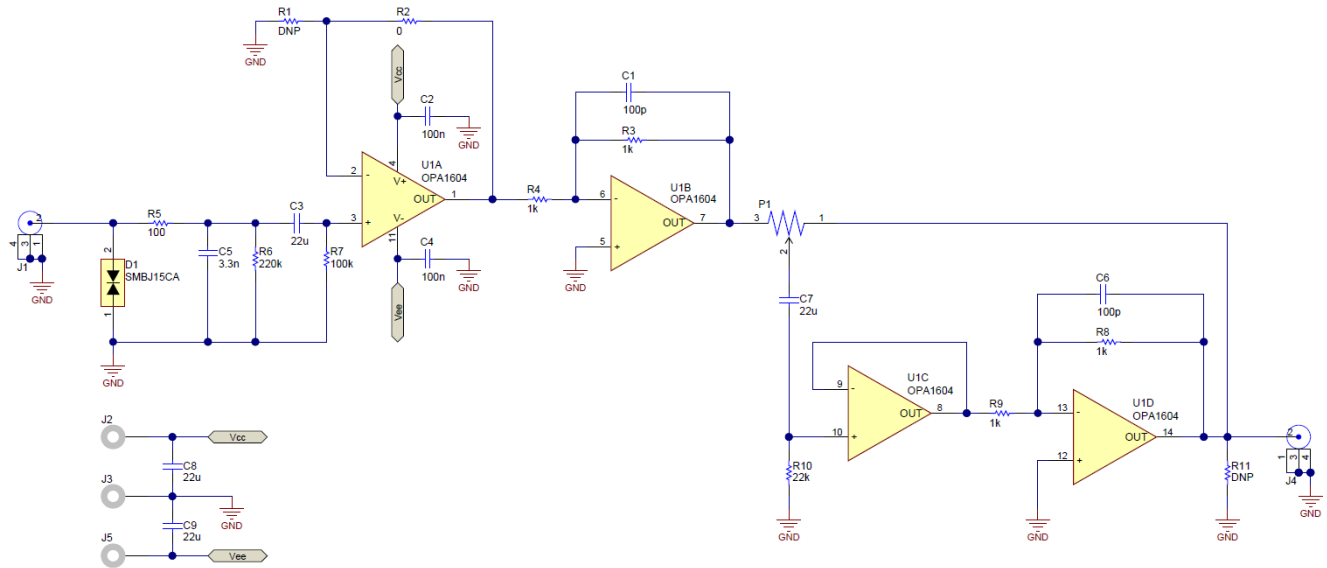 R1
DNP
R2
0
GND
Vcc
C2
100n
GND
C1
100p
R3
1k
U1A
OPA1604
2
-
4
V+
OUT
1
3
+
V-
11
R4
1k
U1B
OPA1604
6
-
OUT
7
5
+
GND
P1
3
1
2
2
4
3
1
J1
GND
R5
100
C3
22u
2
D1
SMBJ15CA
1
C5
3.3n
R6
220k
R7
100k
C4
100n
GND
Vee
GND
C7
22u
C6
100p
R8
1k
U1C
OPA1604
9
-
OUT
8
10
+
R9
1k
U1D
OPA1604
13
-
OUT
14
12
+
R10
22k
GND
GND
R11
DNP
GND
2
1
3
4
J4
GND
J2
Vcc
C8
22u
J3
GND
C9
22u
J5
Vee